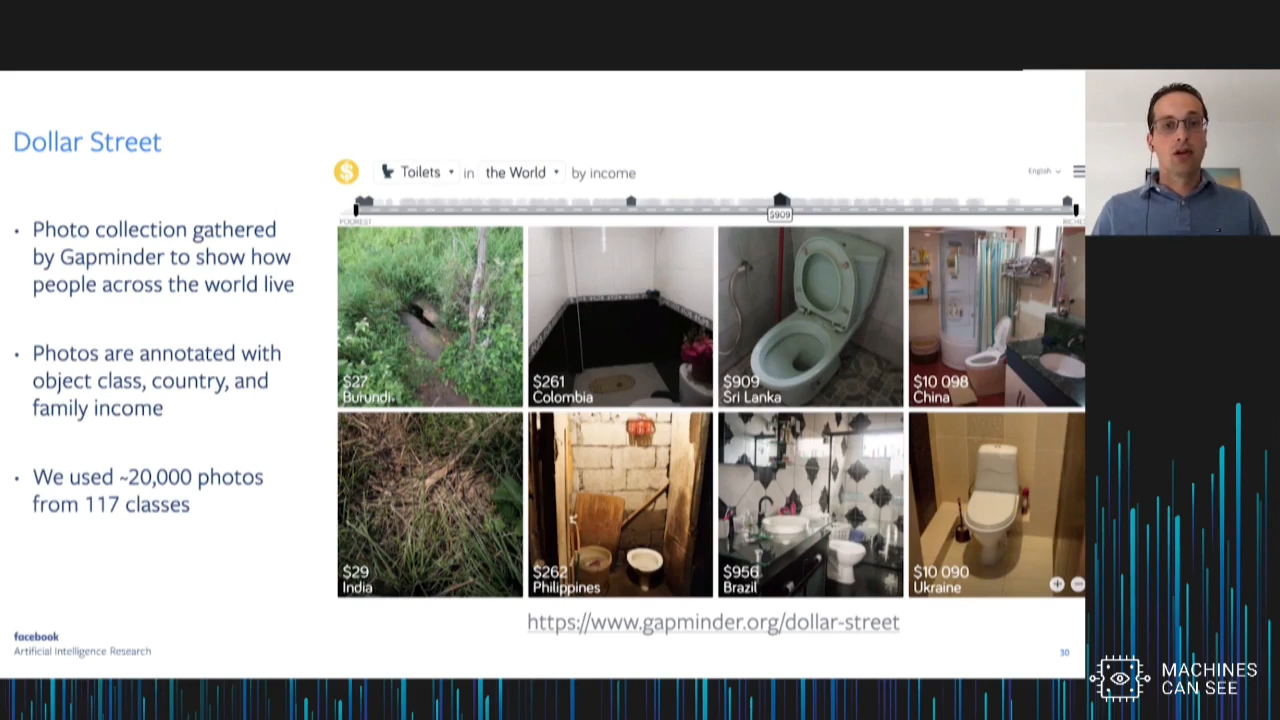 Dollar Street
• Photo collection gathered
by Gapminder to show how
people across the world live
• Photos are annotated with
object class, country, and
family income
• We used ~20,000 photos
from 117 classes
$ Toilets in the World by income
English
POOREST
$909
$27
Burundi
$261
Colombia
$909
Sri Lanka
$10 098
China
$29
India
$262
Philippines
$956
Brazil
$10 090
Ukraine
https://www.gapminder.org/dollar-street
facebook
Artificial Intelligence Research
30
MACHINES
CAN SEE